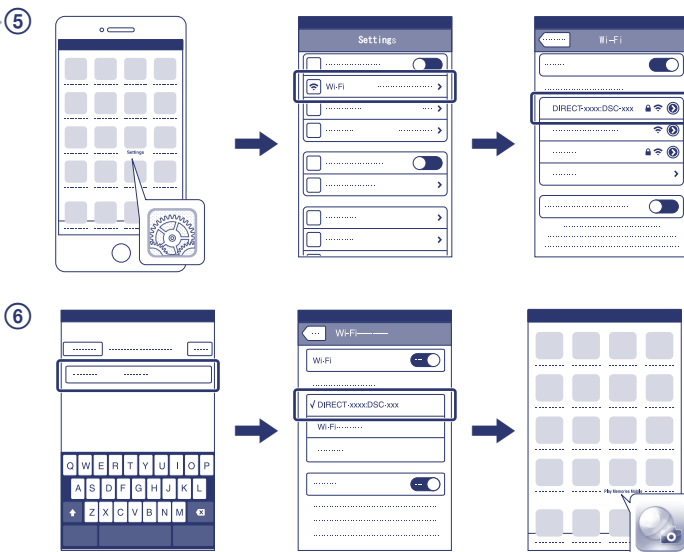 5
Settings
Settings
Wi-Fi
Wi-Fi
DIRECT-xxxx:DSC-xxx
6
Q W E R T Y U I O P
A S D F G H J K L
Z X C V B N M
Wi-Fi
Wi-Fi
√ DIRECT-xxxx:DSC-xxx
Wi-Fi
Play Memories Mobile